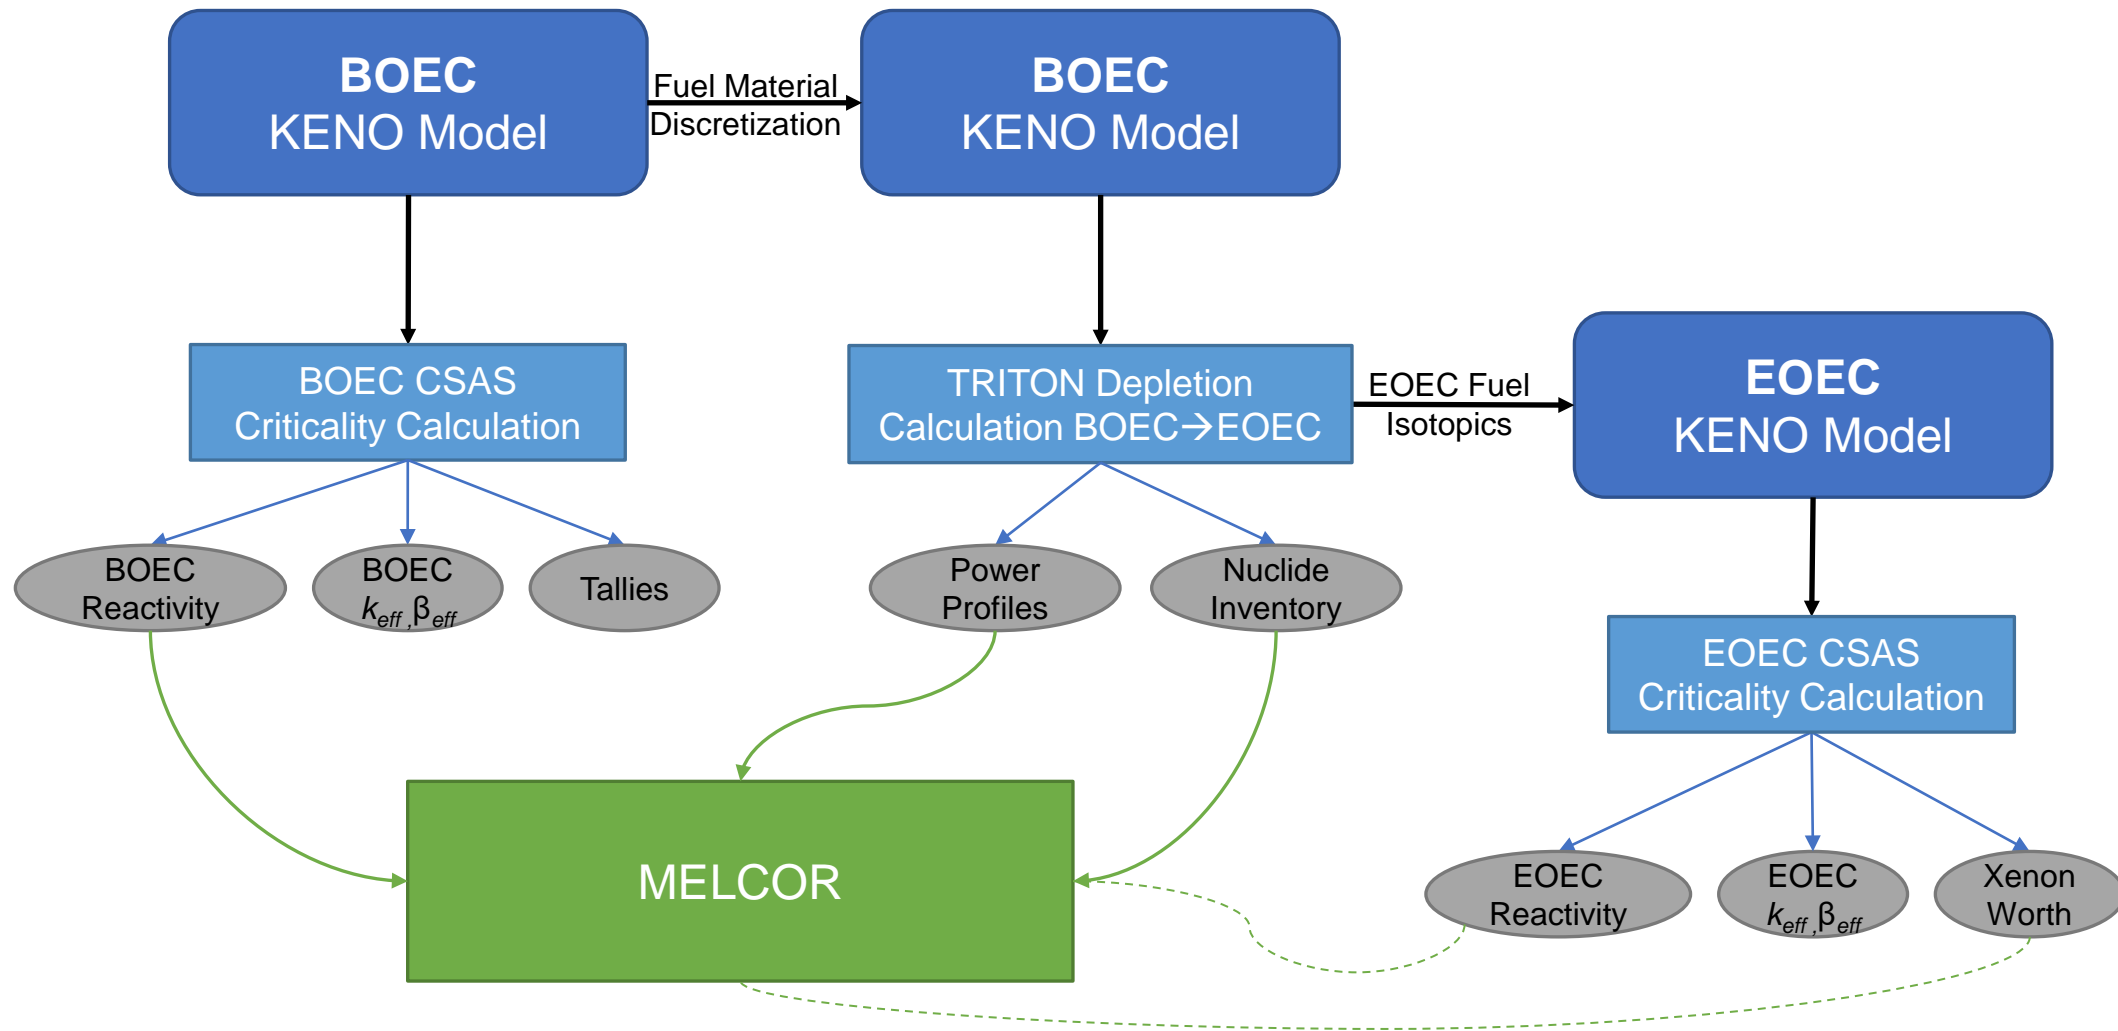 BOEC
KENO Model
Fuel Material
Discretization
BOEC
KENO Model
BOEC CSAS
Criticality Calculation
TRITON Depletion
Calculation BOEC→EOEC
EOEC Fuel
Isotopics
EOEC
KENO Model
BOEC
Reactivity
BOEC
keff,βeff
Tallies
Power
Profiles
Nuclide
Inventory
EOEC CSAS
Criticality Calculation
MELCOR
EOEC
Reactivity
EOEC
keff,βeff
Xenon
Worth